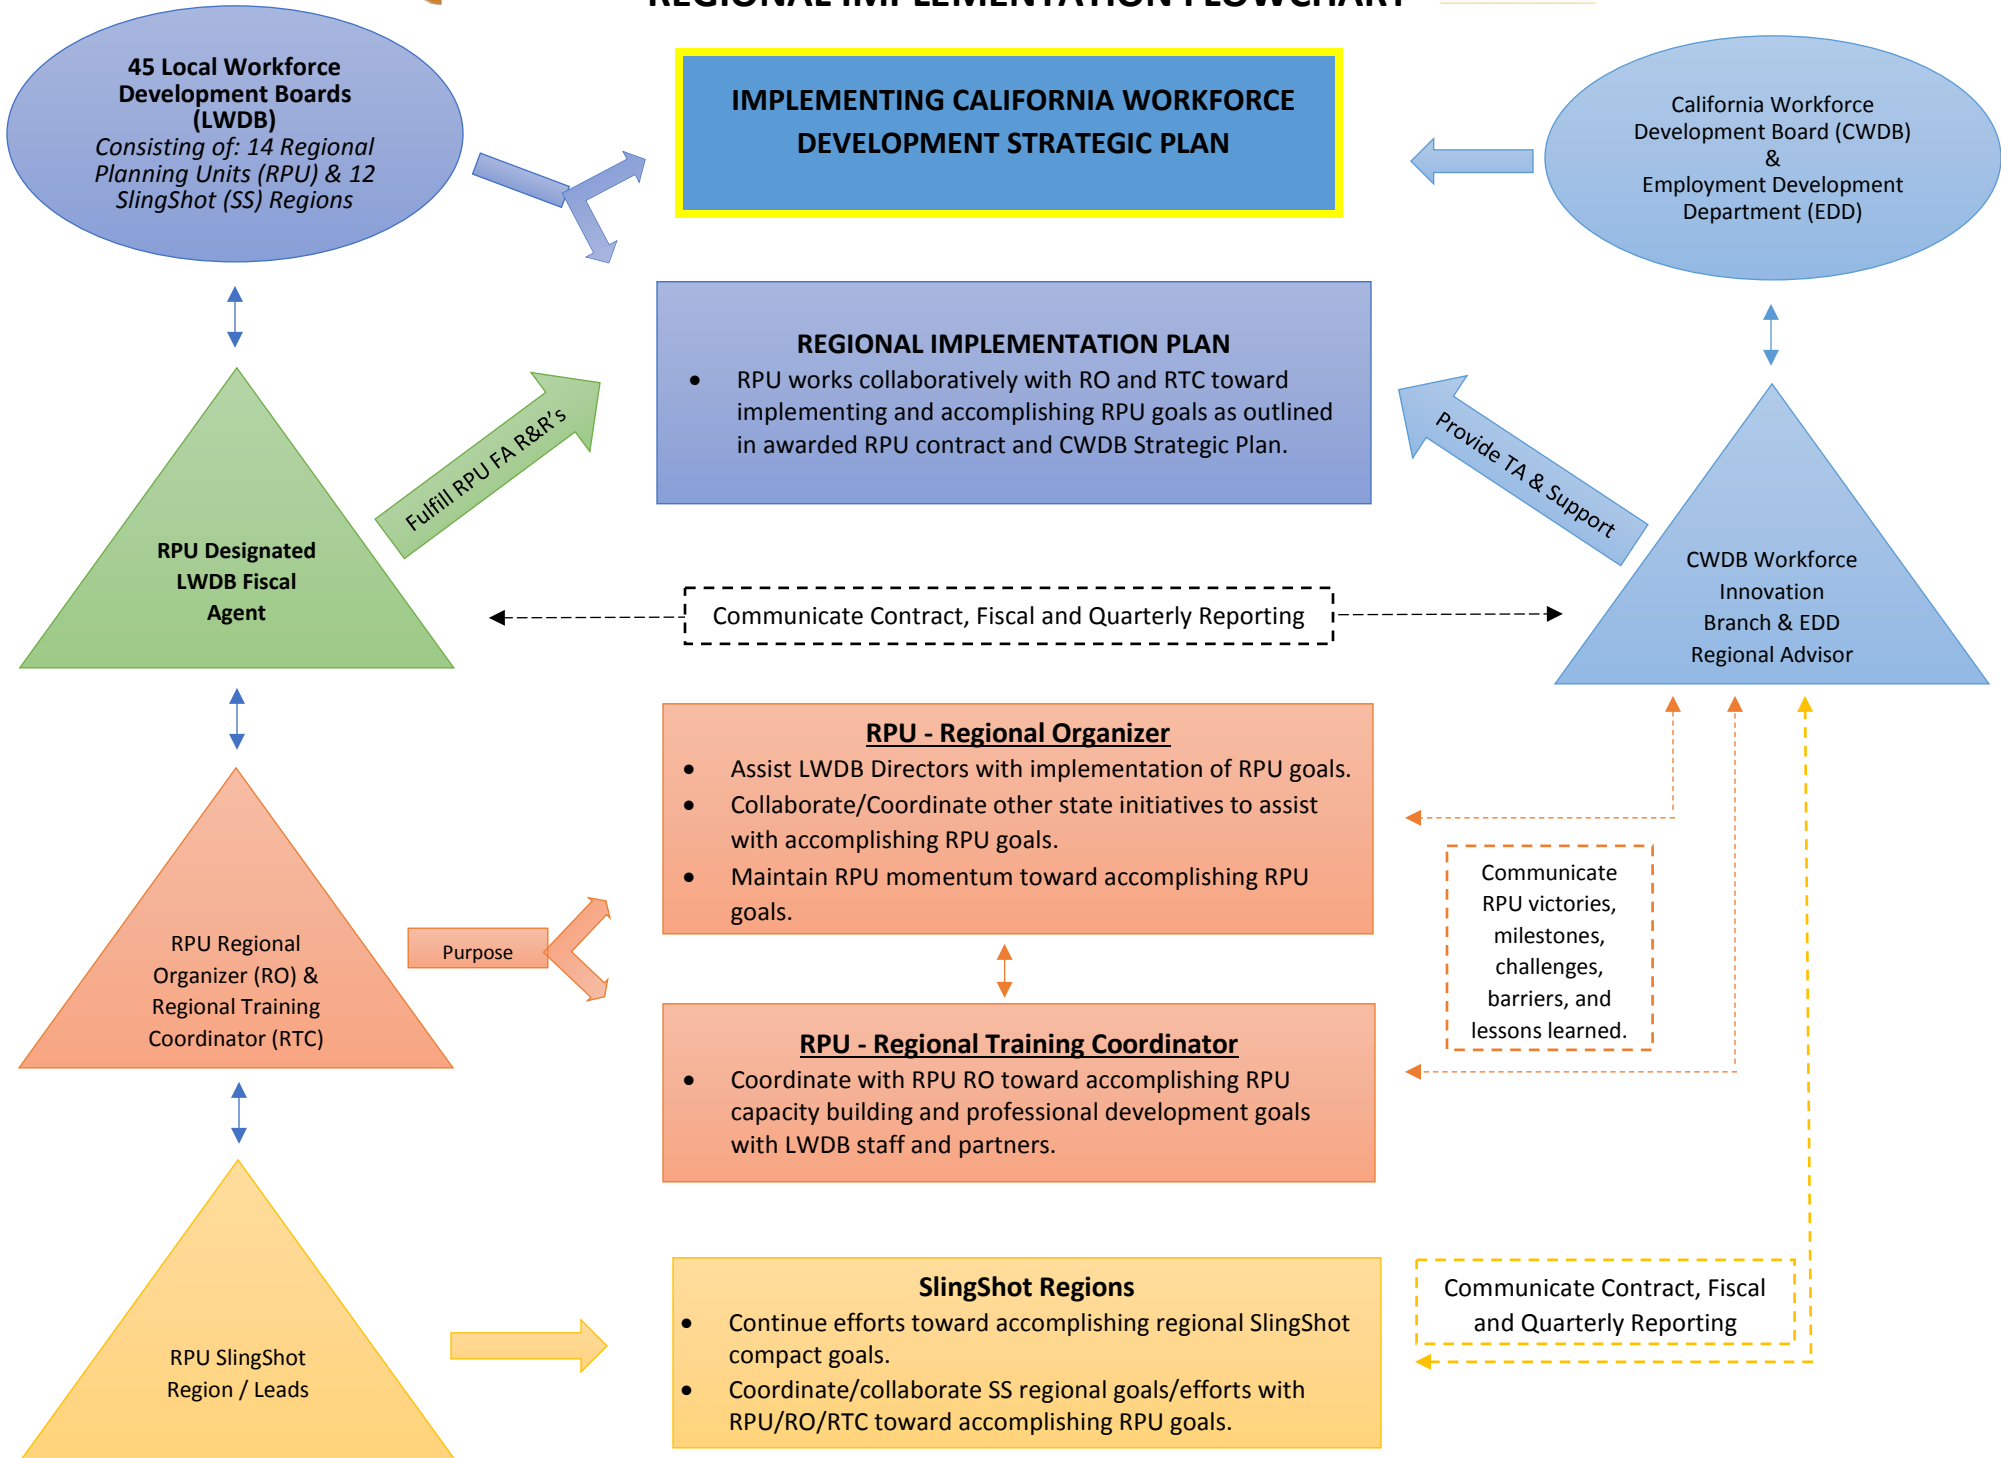 REGIONAL IMPLEMENTATION FLOWCHART
45 Local Workforce
Development Boards
(LWDB)
Consisting of: 14 Regional
Planning Units (RPU) & 12
SlingShot (SS) Regions
IMPLEMENTING CALIFORNIA WORKFORCE
DEVELOPMENT STRATEGIC PLAN
California Workforce
Development Board (CWDB)
&
Employment Development
Department (EDD)
REGIONAL IMPLEMENTATION PLAN
• RPU works collaboratively with RO and RTC toward
implementing and accomplishing RPU goals as outlined
in awarded RPU contract and CWDB Strategic Plan.
Fulfill RPU FA R&R’s
Provide TA & Support
RPU Designated
LWDB Fiscal
Agent
Communicate Contract, Fiscal and Quarterly Reporting
CWDB Workforce
Innovation
Branch & EDD
Regional Advisor
RPU - Regional Organizer
• Assist LWDB Directors with implementation of RPU goals.
• Collaborate/Coordinate other state initiatives to assist
with accomplishing RPU goals.
• Maintain RPU momentum toward accomplishing RPU
goals.
Communicate
RPU victories,
milestones,
challenges,
barriers, and
lessons learned.
RPU Regional
Organizer (RO) &
Regional Training
Coordinator (RTC)
Purpose
RPU - Regional Training Coordinator
• Coordinate with RPU RO toward accomplishing RPU
capacity building and professional development goals
with LWDB staff and partners.
RPU SlingShot
Region / Leads
SlingShot Regions
• Continue efforts toward accomplishing regional SlingShot
compact goals.
• Coordinate/collaborate SS regional goals/efforts with
RPU/RO/RTC toward accomplishing RPU goals.
Communicate Contract, Fiscal
and Quarterly Reporting